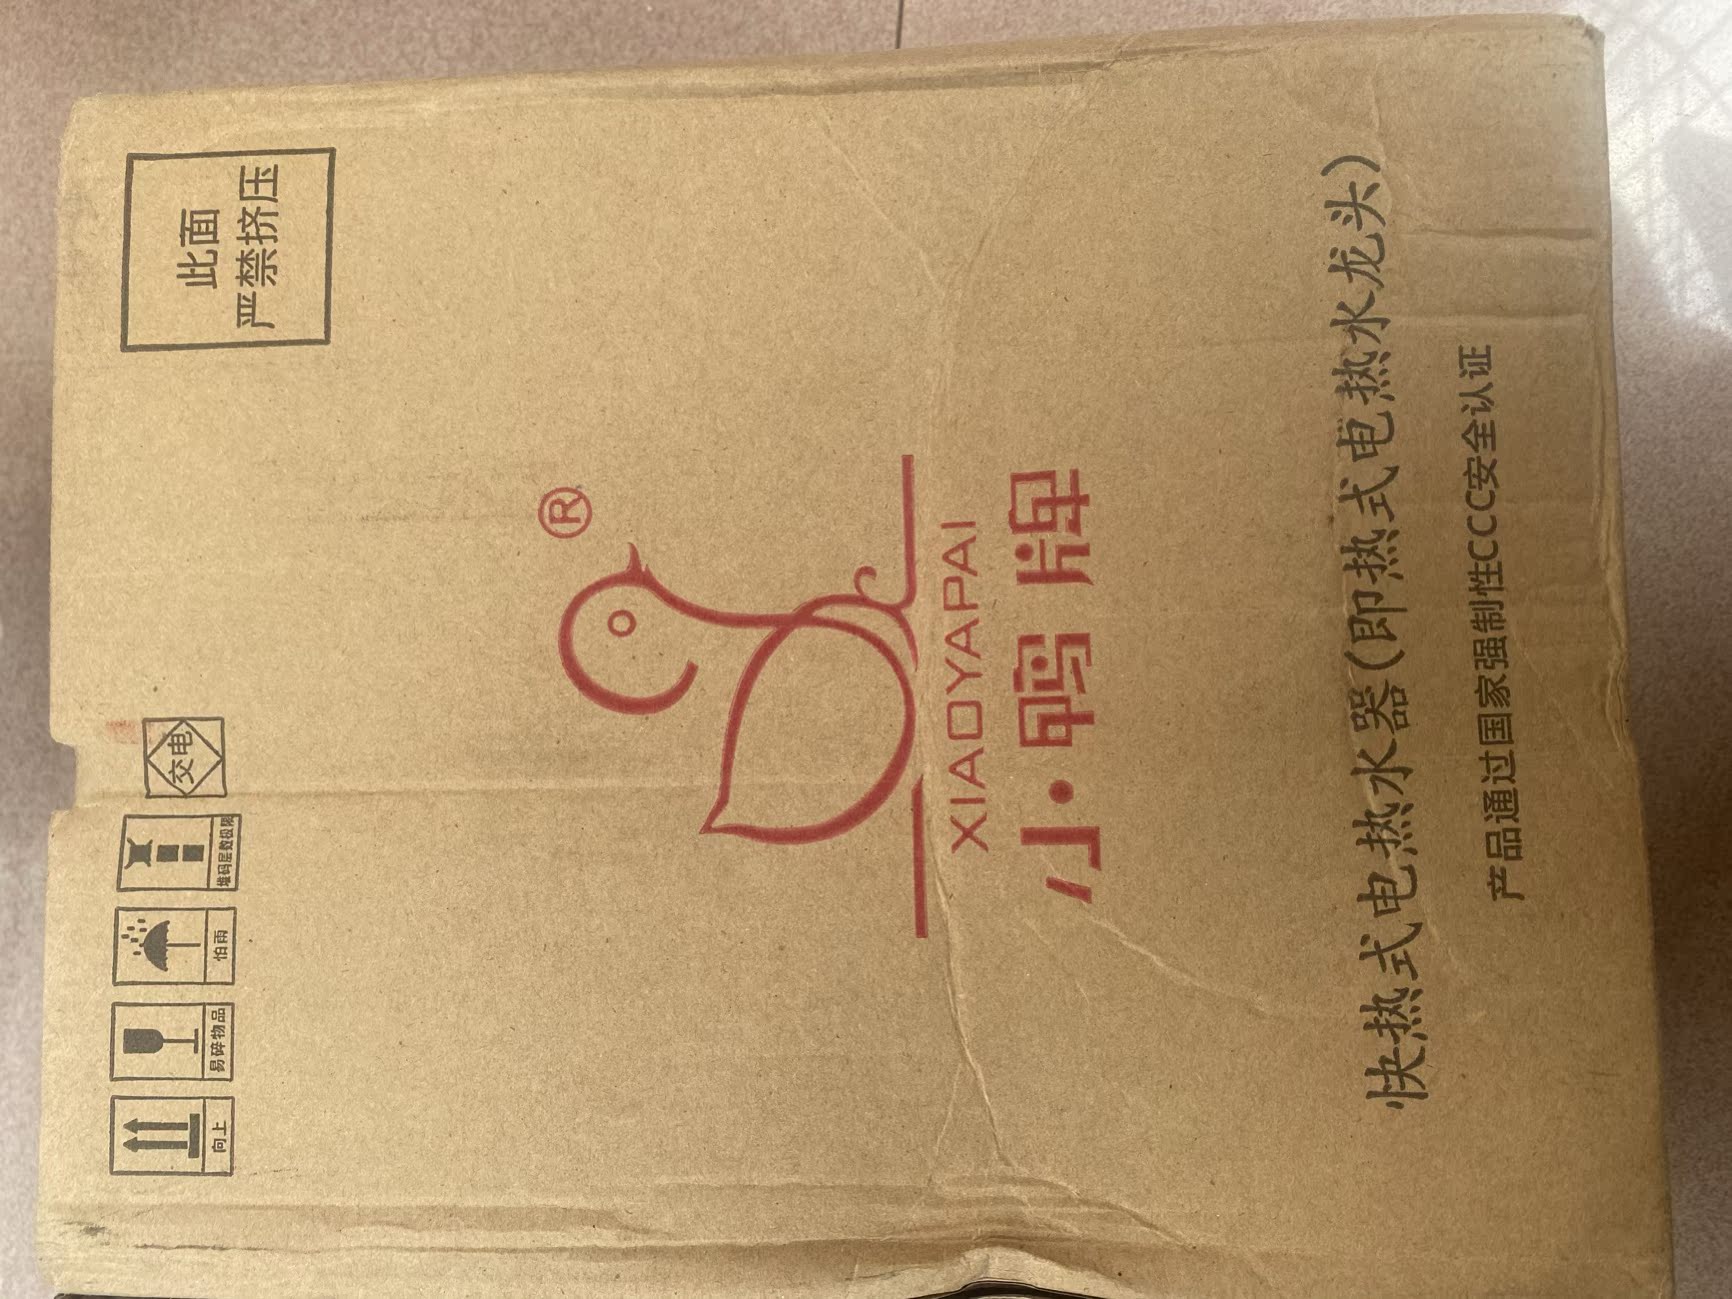 向上
易碎物品
怕雨
堆码层数极限
交电
此面
严禁挤压
®
XIAOYAPAI
小·鸭牌
快热式电热水器(即热式电热水龙头)
产品通过国家强制性CCC安全认证